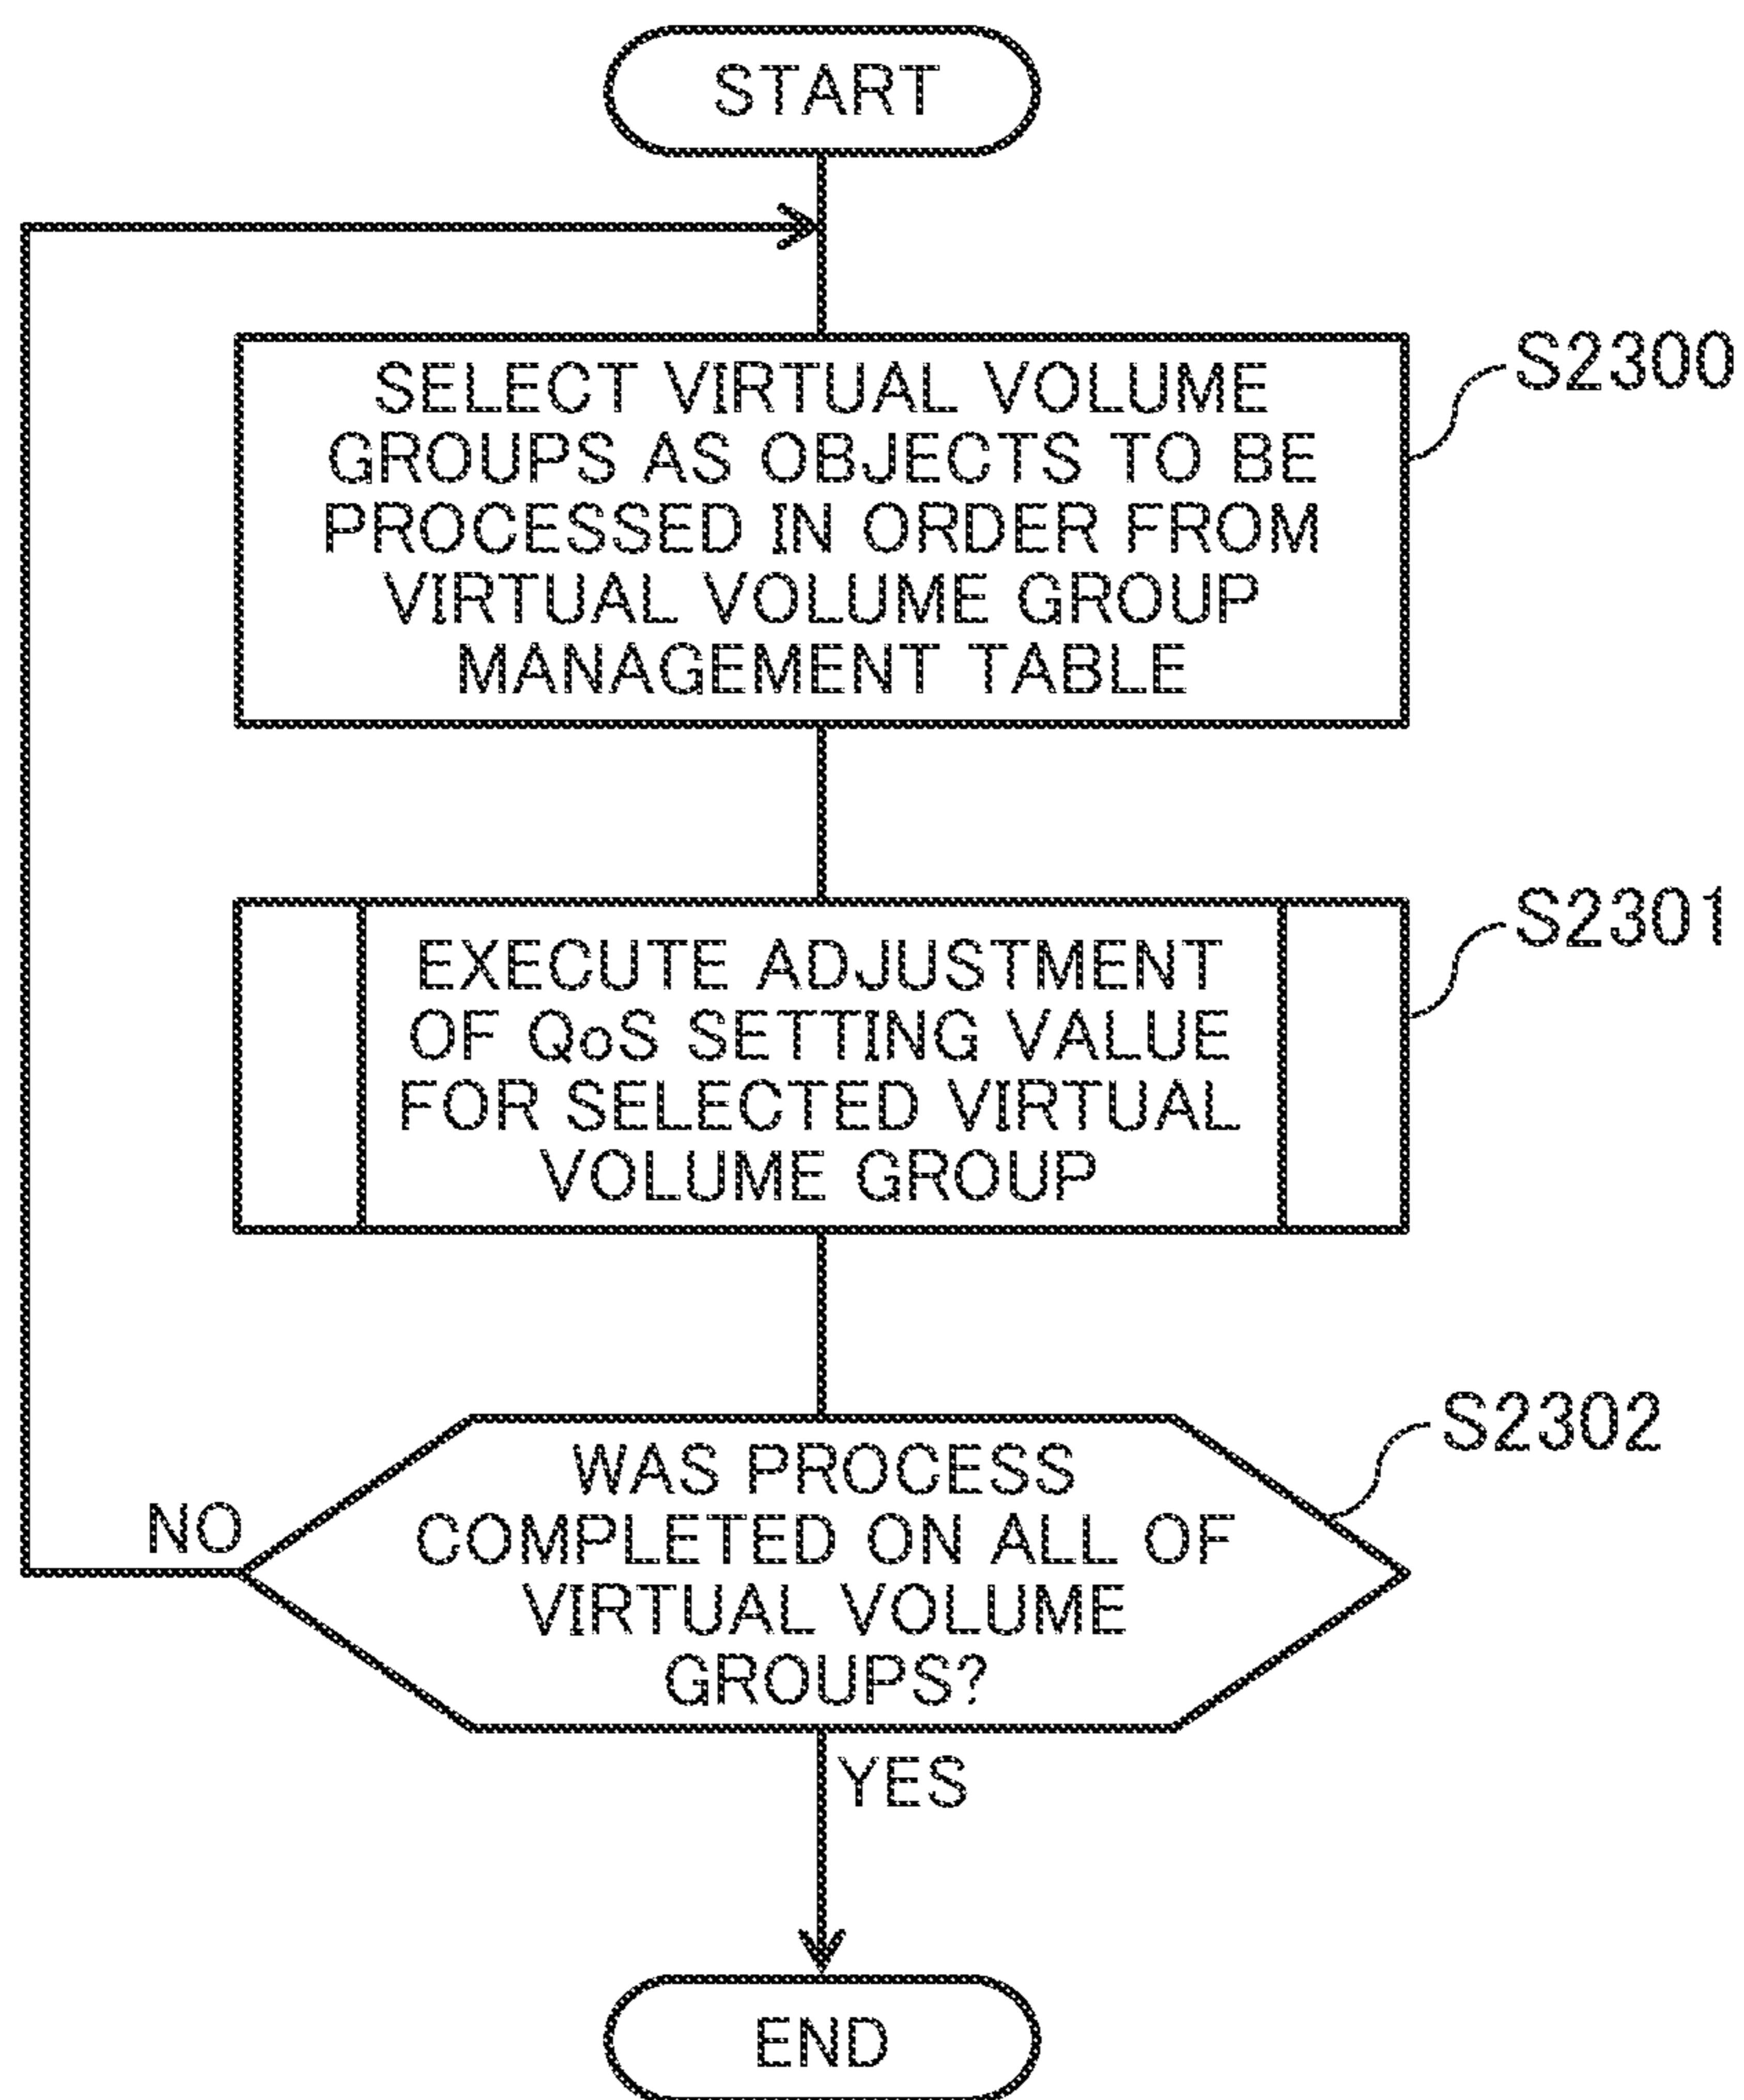 START
SELECT VIRTUAL VOLUME
GROUPS AS OBJECTS TO BE
PROCESSED IN ORDER FROM
VIRTUAL VOLUME GROUP
MANAGEMENT TABLE
S2300
EXECUTE ADJUSTMENT
OF QoS SETTING VALUE
FOR SELECTED VIRTUAL
VOLUME GROUP
S2301
WAS PROCESS
COMPLETED ON ALL OF
VIRTUAL VOLUME
GROUPS?
S2302
NO
YES
END